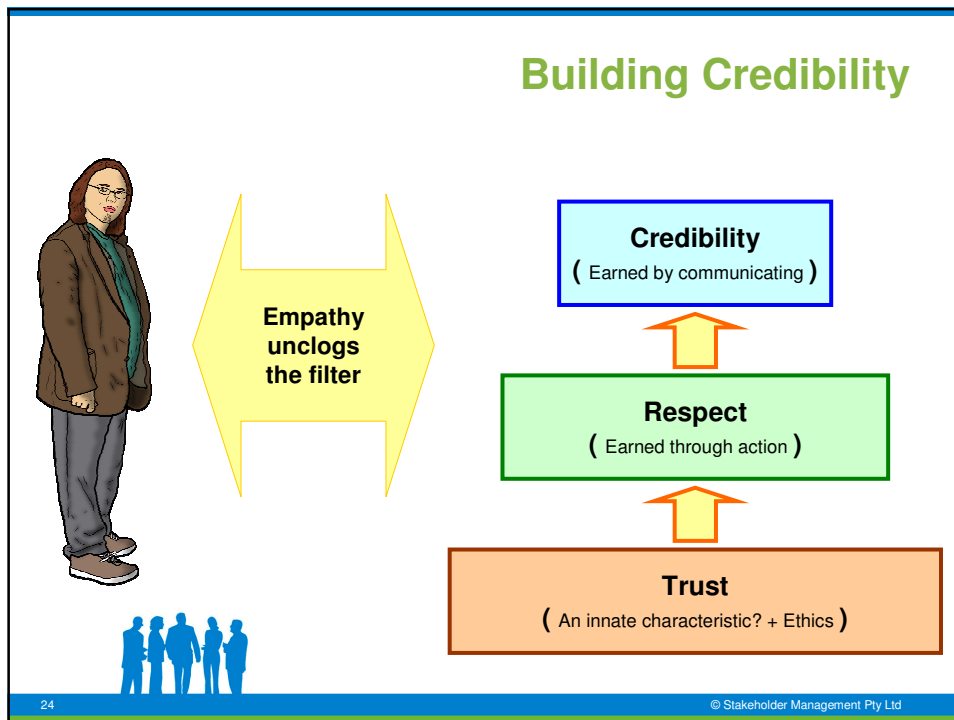 Building Credibility
Empathy
unclogs
the filter
Credibility
( Earned by communicating )
Respect
( Earned through action )
Trust
( An innate characteristic? + Ethics )
24
© Stakeholder Management Pty Ltd